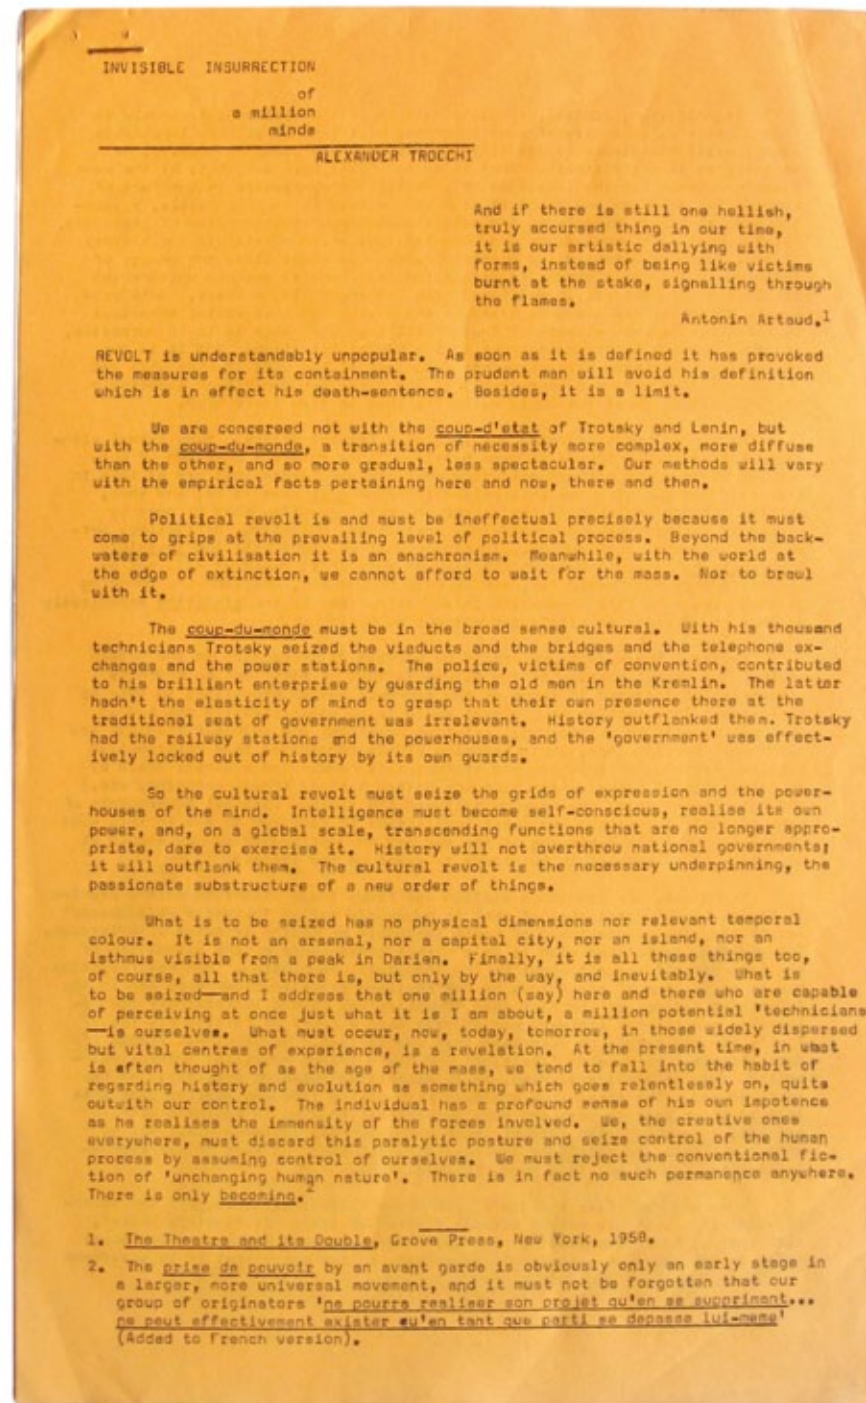 INVISIBLE INSURRECTION
of
a million
minds
ALEXANDER TROCCHI
And if there is still one hellish,
truly accursed thing in our time,
it is our artistic dallying with
forms, instead of being like victims
burnt at the stake, signalling through
the flames.
Antonin Artaud.1
REVOLT is understandably unpopular. As soon as it is defined it has provoked
the measures for its containment. The prudent man will avoid his definition
which is in effect his death-sentence. Besides, it is a limit.
We are concereed not with the coup-d'etat of Trotsky and Lenin, but
with the coup-du-monde, a transition of necessity more complex, more diffuse
than the other, and so more gradual, less spectacular. Our methods will vary
with the empirical facts pertaining here and now, there and then.
Political revolt is and must be ineffectual precisely because it must
come to grips at the prevailing level of political process. Beyond the back-
waters of civilisation it is an anachronism. Meanwhile, with the world at
the edge of extinction, we cannot afford to wait for the mass. Nor to brawl
with it.
The coup-du-monde must be in the broad sense cultural. With his thousand
technicians Trotsky seized the viaducts and the bridges and the telephone ex-
changes and the power stations. The police, victims of convention, contributed
to his brilliant enterprise by guarding the old men in the Kremlin. The latter
hadn't the elasticity of mind to grasp that their own presence there at the
traditional seat of government was irrelevant. History outflanked them. Trotsky
had the railway stations and the powerhouses, and the 'government' was effect-
ively locked out of history by its own guards.
So the cultural revolt must seize the grids of expression and the power-
houses of the mind. Intelligence must become self-conscious, realise its own
power, and, on a global scale, transcending functions that are no longer appro-
priate, dare to exercise it. History will not overthrow national governments;
it will outflank them. The cultural revolt is the necessary underpinning, the
passionate substructure of a new order of things.
What is to be seized has no physical dimensions nor relevant temporal
colour. It is not an arsenal, nor a capital city, nor an island, nor an
isthmus visible from a peak in Darien. Finally, it is all these things too,
of course, all that there is, but only by the way, and inevitably. What is
to be seized—and I address that one million (say) here and there who are capable
of perceiving at once just what it is I am about, a million potential 'technicians
—is ourselves. What must occur, now, today, tomorrow, in those widely dispersed
but vital centres of experience, is a revelation. At the present time, in what
is often thought of as the age of the mass, we tend to fall into the habit of
regarding history and evolution as something which goes relentlessly on, quite
outwith our control. The individual has a profound sense of his own impotence
as he realises the immensity of the forces involved. We, the creative ones
everywhere, must discard this paralytic posture and seize control of the human
process by assuming control of ourselves. We must reject the conventional fic-
tion of 'unchanging human nature'. There is in fact no such permanence anywhere.
There is only becoming.2
1. The Theatre and its Double, Grove Press, New York, 1958.
2. The prise de pouvoir by an avant garde is obviously only an early stage in
a larger, more universal movement, and it must not be forgotten that our
group of originators 'ne pourra realiser son projet qu'en se supprimant...
ne peut effectivement exister qu'en tant que parti se depasse lui-meme'
(Added to French version).